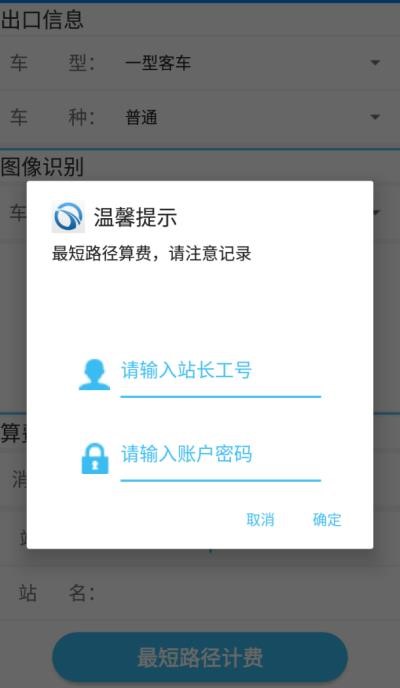 出口信息
车 型： 一型客车
车 种： 普通
图像识别
车
温馨提示
最短路径算费，请注意记录
请输入站长工号
请输入账户密码
取消 确定
算
消
站 名：
最短路径计费